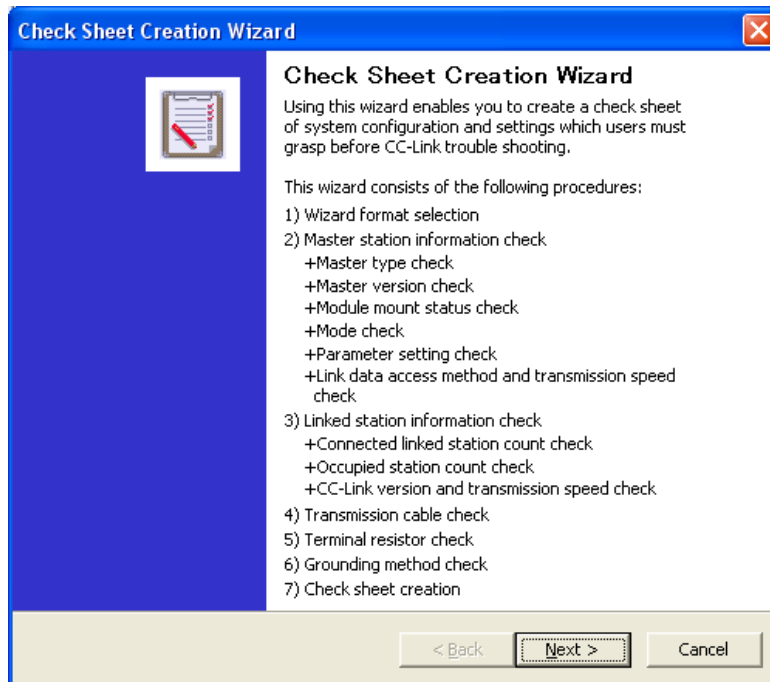 Check Sheet Creation Wizard
Check Sheet Creation Wizard
Using this wizard enables you to create a check sheet
of system configuration and settings which users must
grasp before CC-Link trouble shooting.
This wizard consists of the following procedures:
1) Wizard format selection
2) Master station information check
+Master type check
+Master version check
+Module mount status check
+Mode check
+Parameter setting check
+Link data access method and transmission speed
check
3) Linked station information check
+Connected linked station count check
+Occupied station count check
+CC-Link version and transmission speed check
4) Transmission cable check
5) Terminal resistor check
6) Grounding method check
7) Check sheet creation
< Back
Next >
Cancel